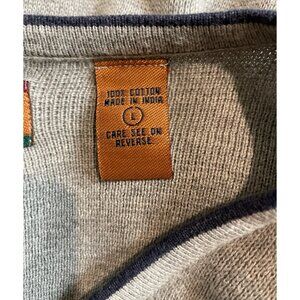 100% COTTON
MADE IN INDIA
L
CARE SEE ON
REVERSE